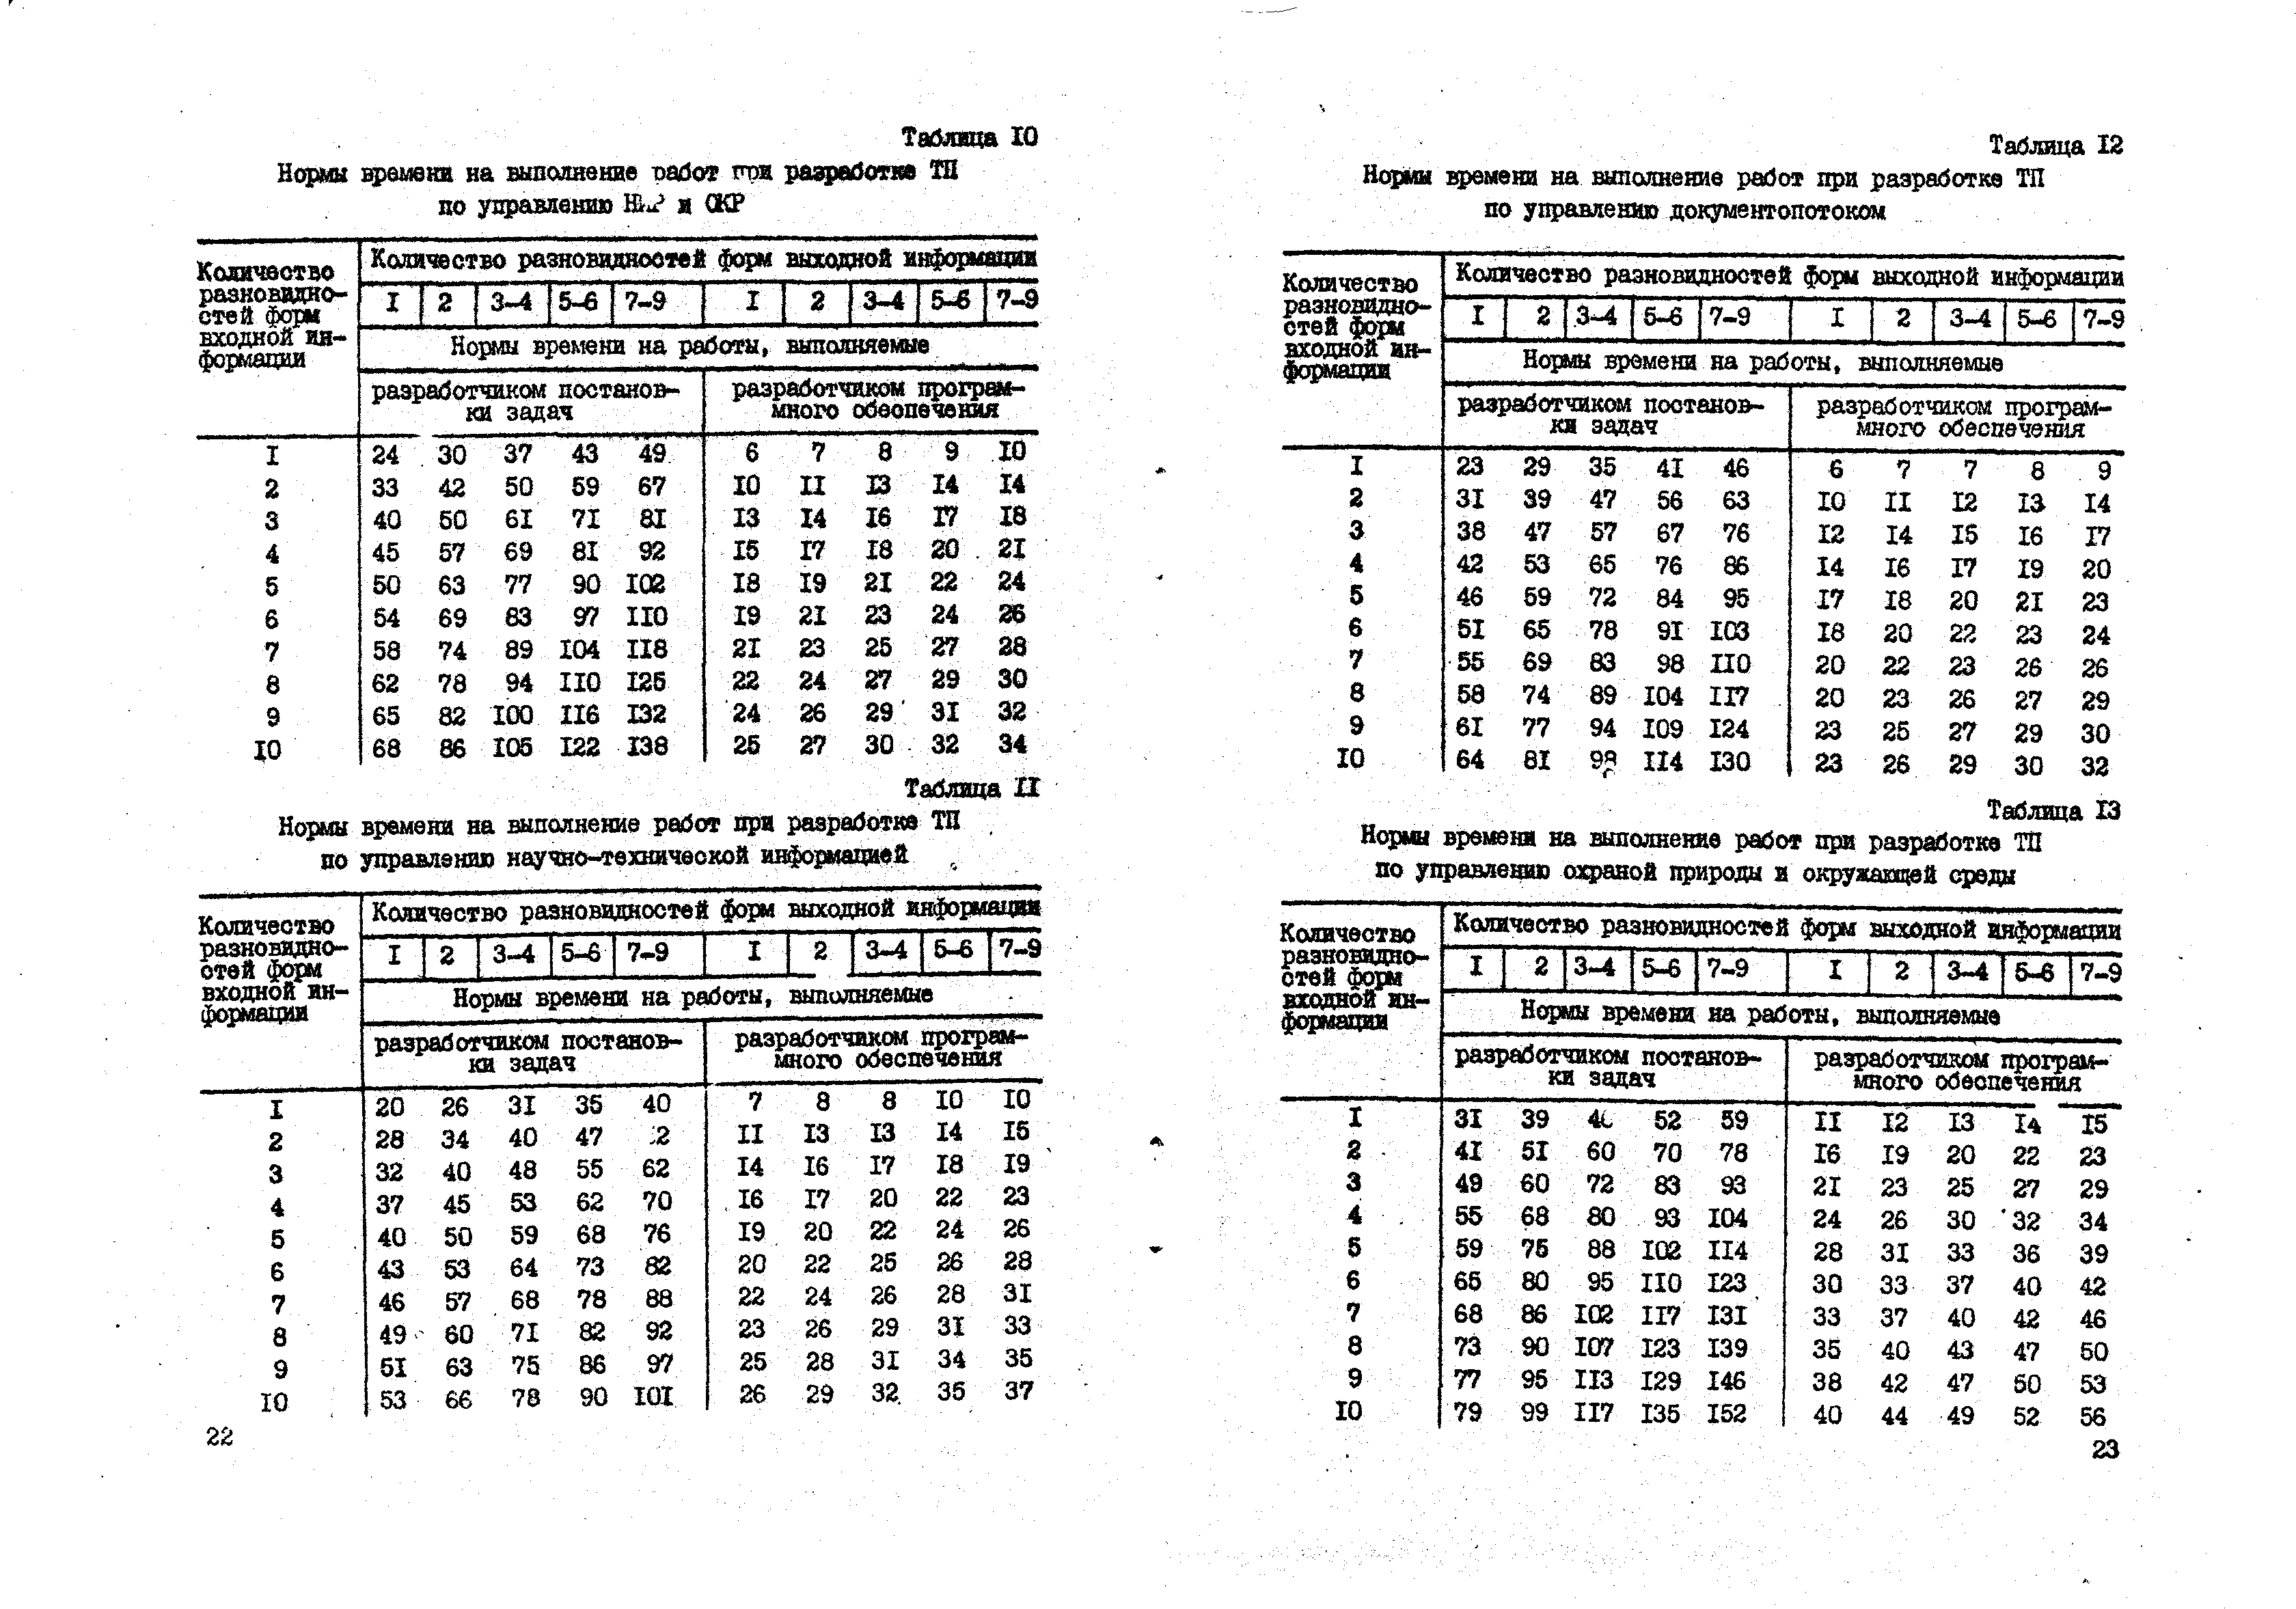 Таблица I0
Нормы времени на выполнение работ при разработке ТП
по управлению и ОКР
Количество разновидностей форм выходной информации
Количество
разновидно-
стей форм
входной ин-
формации
I 2 3-4 5-6 7-9 I 2 3-4 5-6 7-9
Нормы времени на работы, выполняемые
разработчиком постанов-
ки задач
разработчиком програм-
много обеспечения
I 24 30 37 43 49 6 7 8 9 I0
2 33 42 50 59 67 I0 II I3 I4 I4
3 40 50 6I 7I 8I I3 I4 I6 I7 I8
4 45 57 69 8I 92 I5 I7 I8 20 2I
5 50 63 77 90 I02 I8 I9 2I 22 24
6 54 69 83 97 II0 I9 2I 23 24 26
7 58 74 89 I04 II8 2I 23 25 27 28
8 62 78 94 II0 I25 22 24 27 29 30
9 65 82 I00 II6 I32 24 26 29 3I 32
I0 68 86 I05 I22 I38 25 27 30 32 34
Таблица II
Нормы времени на выполнение работ при разработке ТП
по управлению научно-технической информацией
Количество разновидностей форм выходной информации
Количество
разновидно-
стей форм
входной ин-
формации
I 2 3-4 5-6 7-9 I 2 3-4 5-6 7-9
Нормы времени на работы, выполняемые
разработчиком постанов-
ки задач
разработчиком програм-
много обеспечения
I 20 26 3I 35 40 7 8 8 I0 I0
2 28 34 40 47 II I3 I3 I4 I5
3 32 40 48 55 62 I4 I6 I7 I8 I9
4 37 45 53 62 70 I6 I7 20 22 23
5 40 50 59 68 76 I9 20 22 24 26
6 43 53 64 73 82 20 22 25 26 28
7 46 57 68 78 88 22 24 26 28 3I
8 49 60 7I 82 92 23 26 29 3I 33
9 5I 63 75 86 97 25 28 3I 34 35
I0 53 66 78 90 I0I 26 29 32 35 37
22
Таблица I2
Нормы времени на выполнение работ при разработке ТП
по управлению документопотоком
Количество разновидностей форм выходной информации
Количество
разновидно-
стей форм
входной ин-
формации
I 2 3-4 5-6 7-9 I 2 3-4 5-6 7-9
Нормы времени на работы, выполняемые
разработчиком постанов-
ки задач
разработчиком програм-
много обеспечения
I 23 29 35 4I 46 6 7 7 8 9
2 3I 39 47 56 63 I0 II I2 I3 I4
3 38 47 57 67 76 I2 I4 I5 I6 I7
4 42 53 65 76 86 I4 I6 I7 I9 20
5 46 59 72 84 95 I7 I8 20 2I 23
6 5I 65 78 9I I03 I8 20 22 23 24
7 55 69 83 98 II0 20 22 23 26 26
8 58 74 89 I04 II7 20 23 26 27 29
9 6I 77 94 I09 I24 23 25 27 29 30
I0 64 8I 98 II4 I30 23 26 29 30 32
Таблица I3
Нормы времени на выполнение работ при разработке ТП
по управлению охраной природы и окружающей среды
Количество разновидностей форм выходной информации
Количество
разновидно-
стей форм
входной ин-
формации
I 2 3-4 5-6 7-9 I 2 3-4 5-6 7-9
Нормы времени на работы, выполняемые
разработчиком постанов-
ки задач
разработчиком програм-
много обеспечения
I 3I 39 52 59 II I2 I3 I4 I5
2 4I 5I 60 70 78 I6 I9 20 22 23
3 49 60 72 83 93 2I 23 25 27 29
4 55 68 80 93 I04 24 26 30 32 34
5 59 75 88 I02 II4 28 3I 33 36 39
6 65 80 95 II0 I23 30 33 37 40 42
7 68 86 I02 II7 I3I 33 37 40 42 46
8 73 90 I07 I23 I39 35 40 43 47 50
9 77 95 II3 I29 I46 38 42 47 50 53
I0 79 99 II7 I35 I52 40 44 49 52 56
23